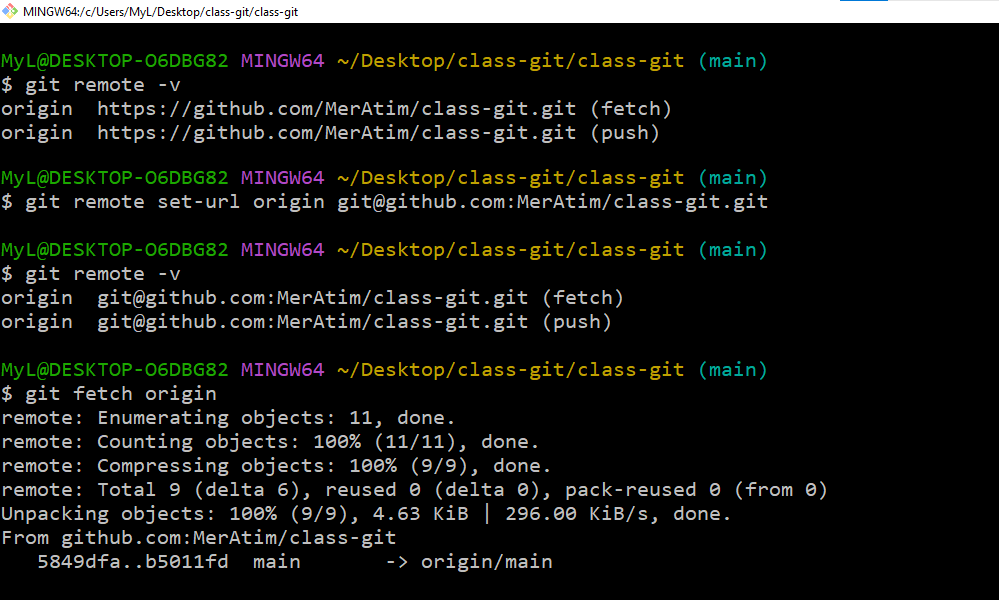 MINGW64:/c/Users/MyL/Desktop/class-git/class-git
MyL@DESKTOP-O6DBG82 MINGW64 ~/Desktop/class-git/class-git (main)
$ git remote -v
origin  https://github.com/MerAtim/class-git.git (fetch)
origin  https://github.com/MerAtim/class-git.git (push)
MyL@DESKTOP-O6DBG82 MINGW64 ~/Desktop/class-git/class-git (main)
$ git remote set-url origin git@github.com:MerAtim/class-git.git
MyL@DESKTOP-O6DBG82 MINGW64 ~/Desktop/class-git/class-git (main)
$ git remote -v
origin  git@github.com:MerAtim/class-git.git (fetch)
origin  git@github.com:MerAtim/class-git.git (push)
MyL@DESKTOP-O6DBG82 MINGW64 ~/Desktop/class-git/class-git (main)
$ git fetch origin
remote: Enumerating objects: 11, done.
remote: Counting objects: 100% (11/11), done.
remote: Compressing objects: 100% (9/9), done.
remote: Total 9 (delta 6), reused 0 (delta 0), pack-reused 0 (from 0)
Unpacking objects: 100% (9/9), 4.63 KiB | 296.00 KiB/s, done.
From github.com:MerAtim/class-git
   5849dfa..b5011fd  main       -> origin/main